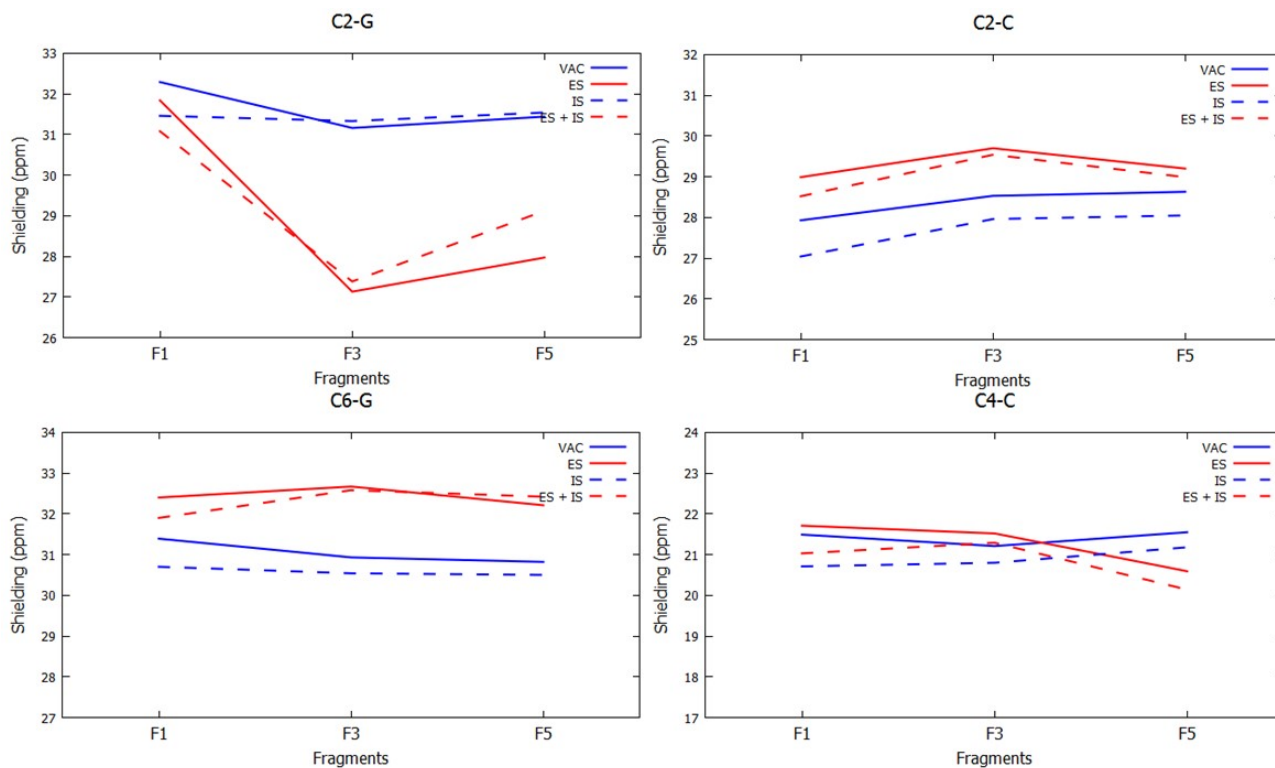 C2-G
33
32
31
30
29
28
27
26
Shielding (ppm)
VAC
ES
IS
ES + IS
F1
F3
F5
Fragments
C2-C
32
31
30
29
28
27
26
25
Shielding (ppm)
VAC
ES
IS
ES + IS
F1
F3
F5
Fragments
C6-G
34
33
32
31
30
29
28
27
Shielding (ppm)
VAC
ES
IS
ES + IS
F1
F3
F5
Fragments
C4-C
24
23
22
21
20
19
18
17
Shielding (ppm)
VAC
ES
IS
ES + IS
F1
F3
F5
Fragments